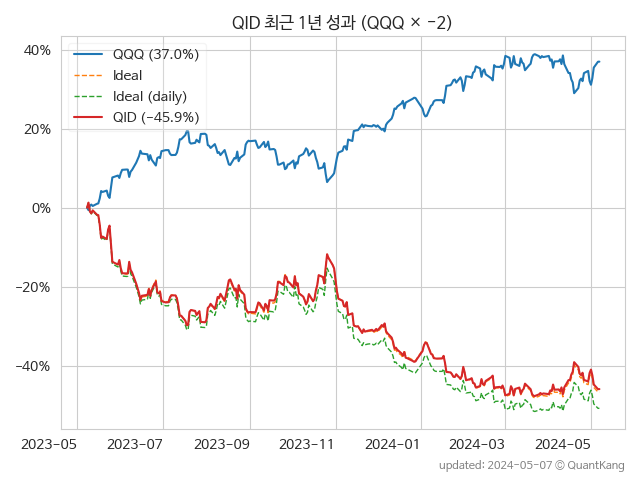 QID 최근 1년 성과 (QQQ × −2)
40%
20%
0%
−20%
−40%
QQQ (37.0%)
Ideal
Ideal (daily)
QID (−45.9%)
2023-05 2023-07 2023-09 2023-11 2024-01 2024-03 2024-05
updated: 2024-05-07 © QuantKang